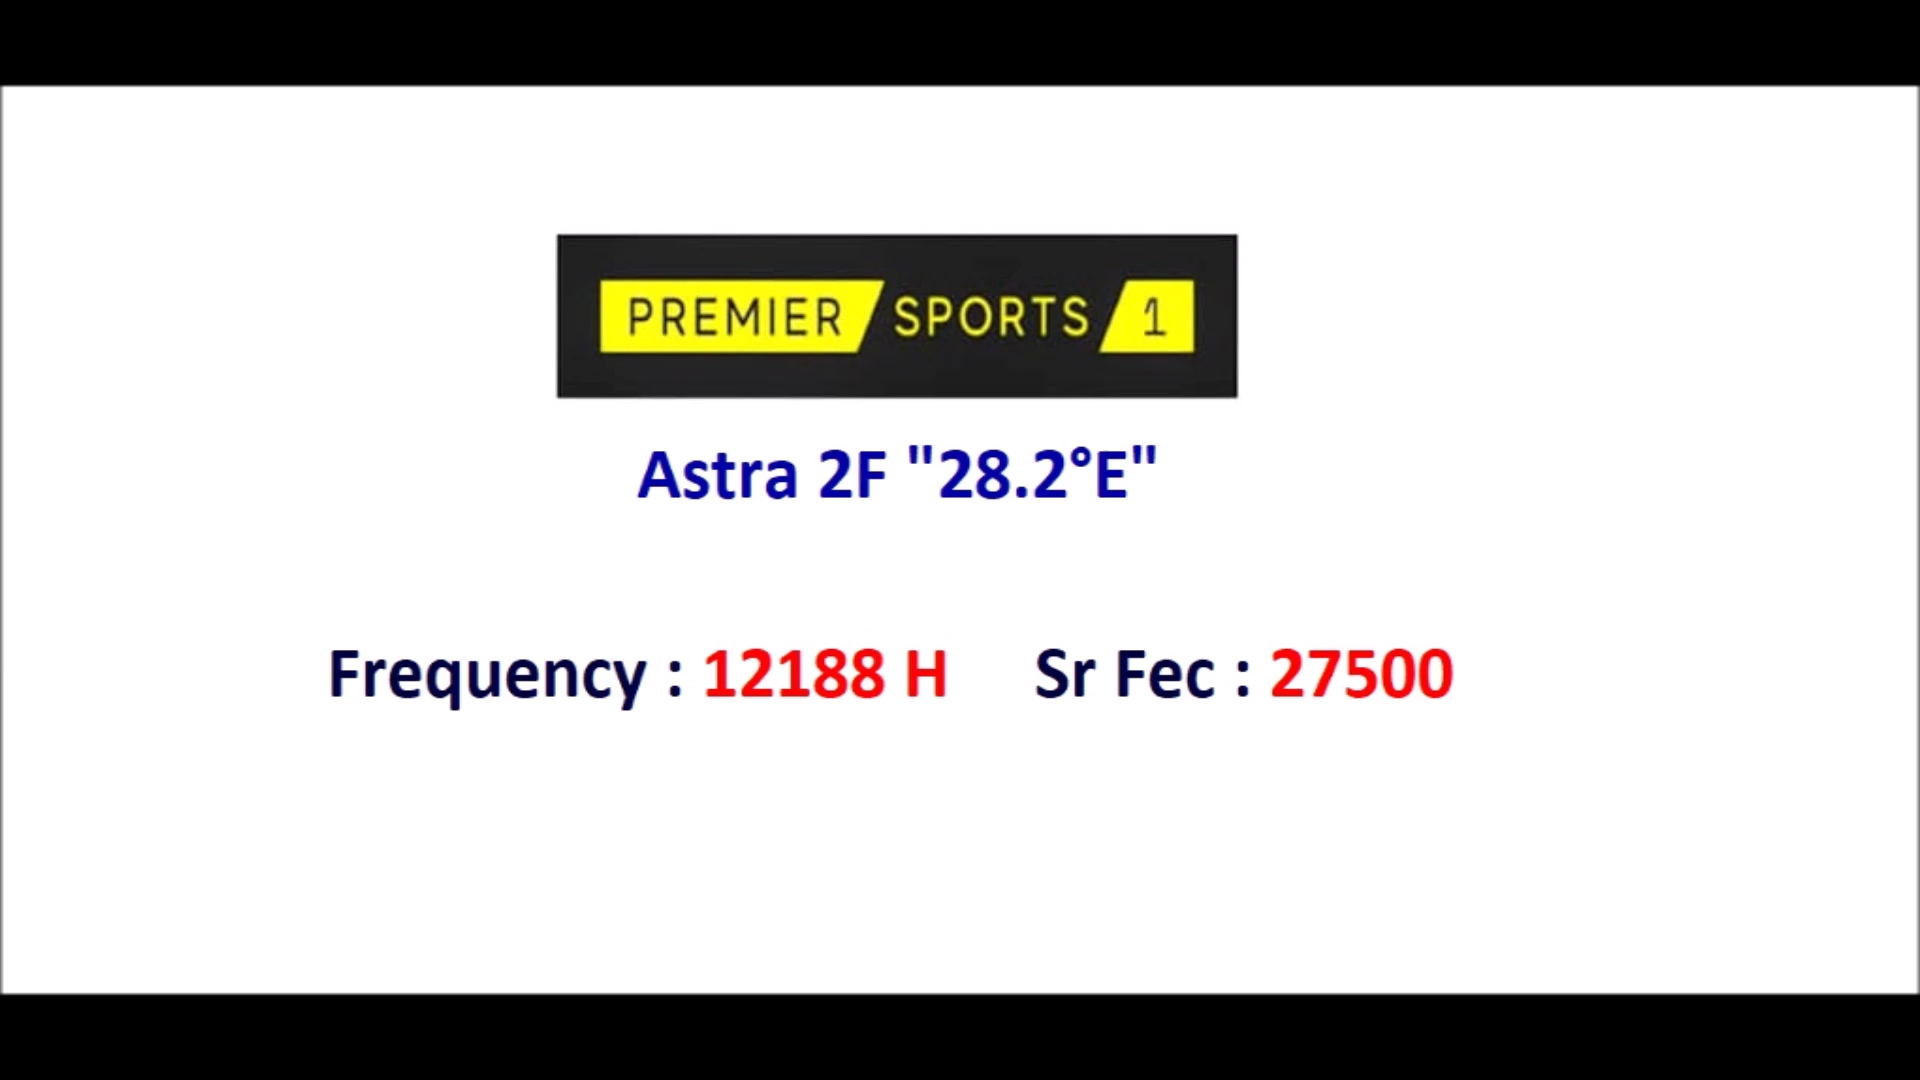 PREMIER SPORTS 1
Astra 2F "28.2°E"
Frequency : 12188 H Sr Fec : 27500